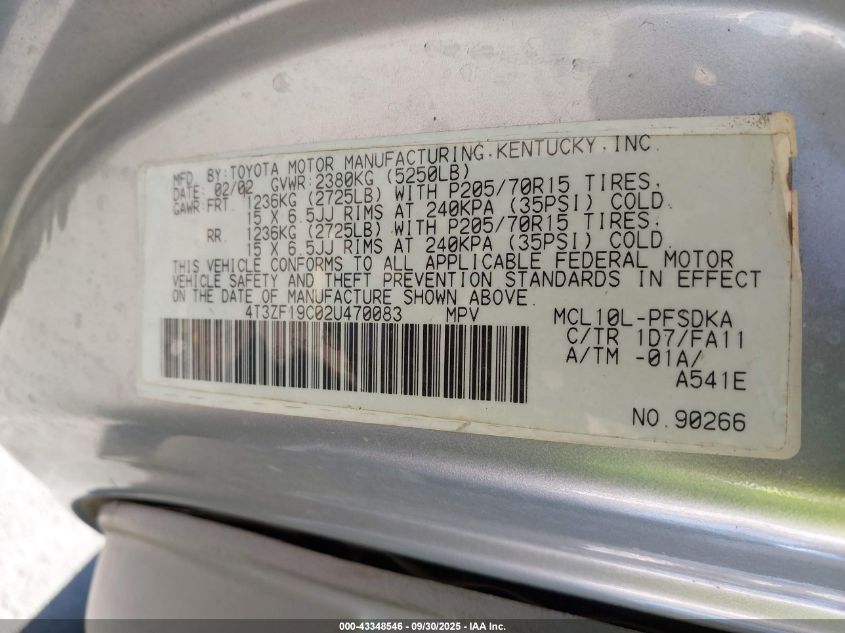 MFD. BY:TOYOTA MOTOR MANUFACTURING.KENTUCKY.INC.
DATE: 02/02 GVWR:2380KG (5250LB)
GAWR:FRT. 1236KG (2725LB) WITH P205/70R15 TIRES,
15 X 6.5JJ RIMS AT 240KPA (35PSI) COLD.
RR. 1236KG (2725LB) WITH P205/70R15 TIRES,
15 X 6.5JJ RIMS AT 240KPA (35PSI) COLD.
THIS VEHICLE CONFORMS TO ALL APPLICABLE FEDERAL MOTOR
VEHICLE SAFETY AND THEFT PREVENTION STANDARDS IN EFFECT
ON THE DATE OF MANUFACTURE SHOWN ABOVE.
4T3ZF19C02U470083 MPV MCL10L-PFSDKA
C/TR 1D7/FA11
A/TM -01A/
A541E
NO.90266
000-43348546 - 09/30/2025 - IAA Inc.